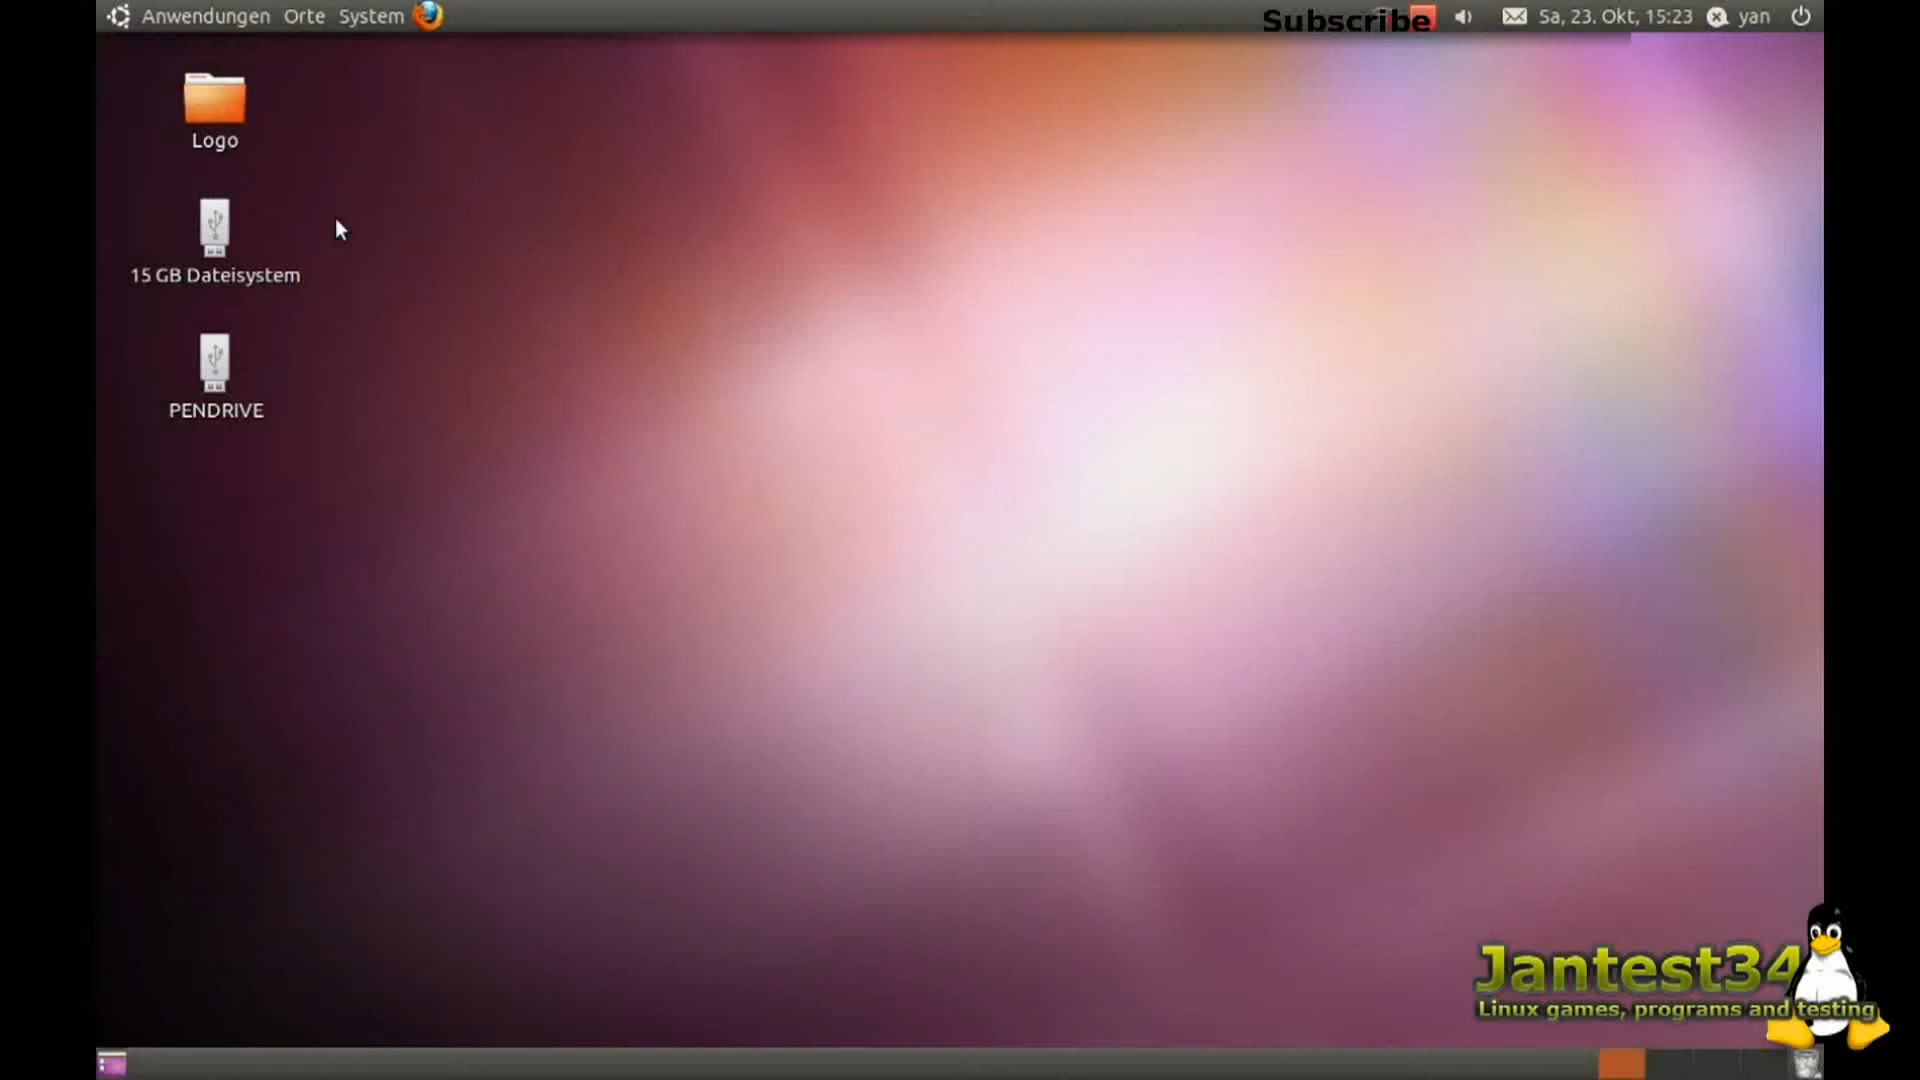 Anwendungen Orte System
Subscribe
Sa, 23. Okt, 15:23 yan
Logo
15 GB Dateisystem
PENDRIVE
Jantest34
Linux games, programs and testing